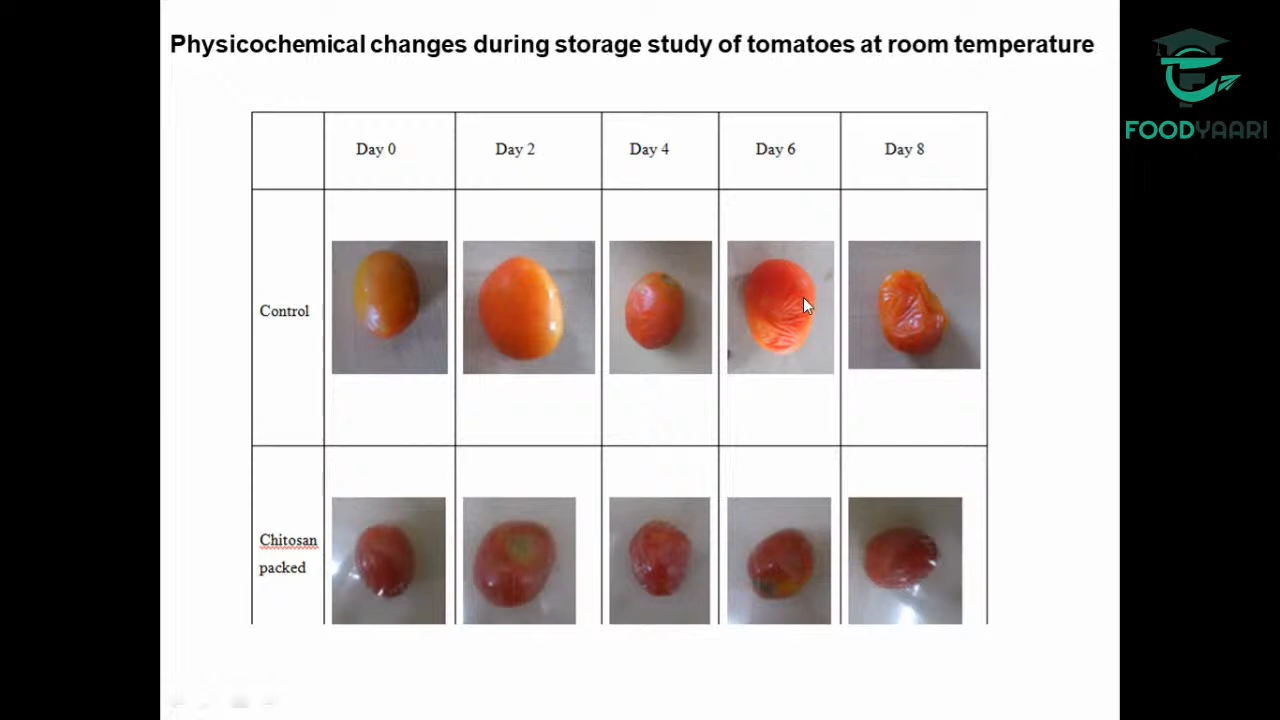 Physicochemical changes during storage study of tomatoes at room temperature
FOODYAARI
Day 0 Day 2 Day 4 Day 6 Day 8
Control
Chitosan
packed